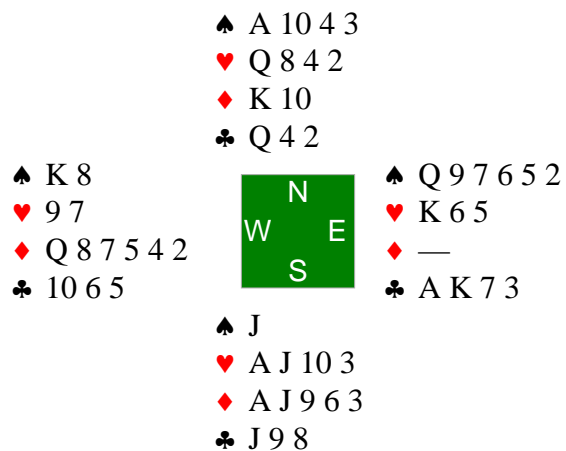 ♠ A 10 4 3
♥ Q 8 4 2
♦ K 10
♣ Q 4 2
♠ K 8
♥ 9 7
♦ Q 8 7 5 4 2
♣ 10 6 5
N
W E
S
♠ Q 9 7 6 5 2
♥ K 6 5
♦ —
♣ A K 7 3
♠ J
♥ A J 10 3
♦ A J 9 6 3
♣ J 9 8